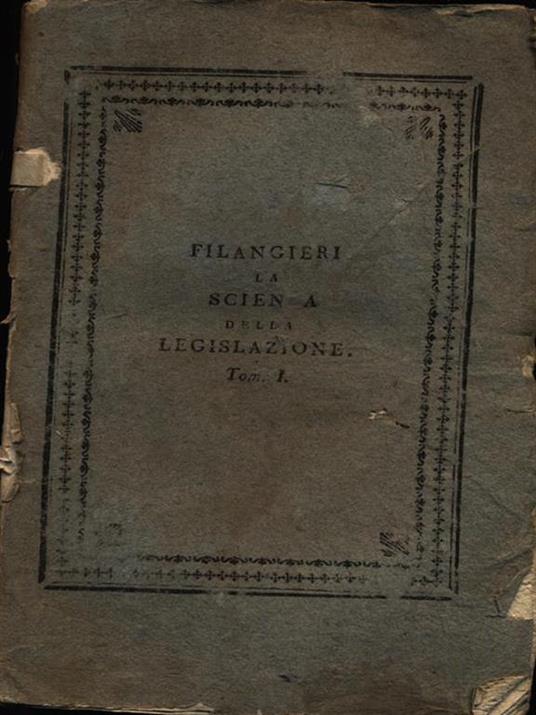 FILANGIERI
LA
SCIEN A
DELLA
LEGISLAZIONE.
Tom. I.